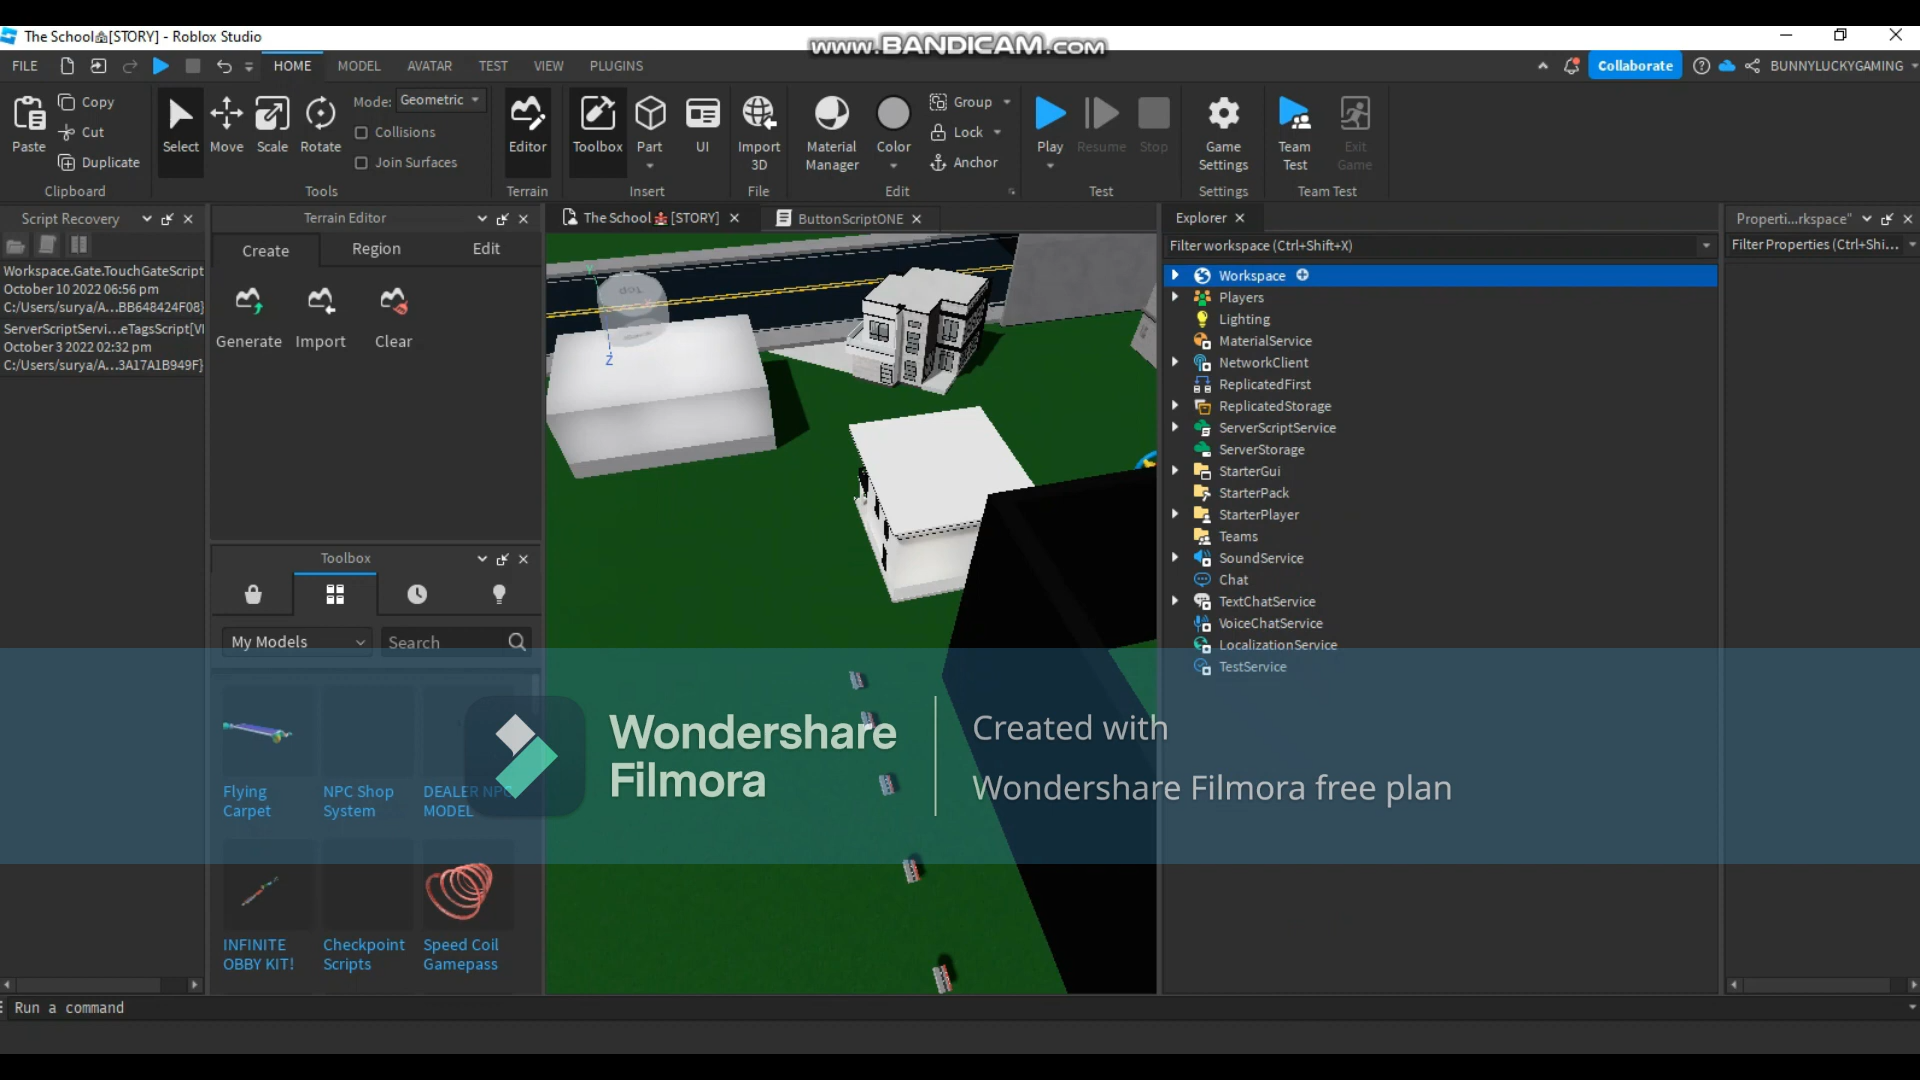 The School[STORY] - Roblox Studio
www.BANDICAM.com
FILE
HOME
MODEL
AVATAR
TEST
VIEW
PLUGINS
Collaborate
BUNNYLUCKYGAMING
Paste
Copy
Cut
Duplicate
Clipboard
Select
Move
Scale
Rotate
Mode:
Geometric
Collisions
Join Surfaces
Tools
Editor
Terrain
Toolbox
Part
UI
Insert
Import
3D
File
Material
Manager
Color
Group
Lock
Anchor
Edit
Play
Resume
Stop
Test
Game
Settings
Settings
Team
Test
Exit
Game
Team Test
Script Recovery
Workspace.Gate.TouchGateScript
October 10 2022 06:56 pm
C:/Users/surya/A...BB648424F08}
ServerScriptServi...eTagsScript[VI
October 3 2022 02:32 pm
C:/Users/surya/A...3A17A1B949F}
Terrain Editor
Create
Region
Edit
Generate
Import
Clear
Toolbox
My Models
Search
Flying
Carpet
NPC Shop
System
DEALER NPC
MODEL
INFINITE
OBBY KIT!
Checkpoint
Scripts
Speed Coil
Gamepass
The School [STORY]
ButtonScriptONE
Top
Y
Z
Explorer
Filter workspace (Ctrl+Shift+X)
Workspace
Players
Lighting
MaterialService
NetworkClient
ReplicatedFirst
ReplicatedStorage
ServerScriptService
ServerStorage
StarterGui
StarterPack
StarterPlayer
Teams
SoundService
Chat
TextChatService
VoiceChatService
LocalizationService
TestService
Properti...rkspace"
Filter Properties (Ctrl+Shi...
Wondershare
Filmora
Created with
Wondershare Filmora free plan
Run a command